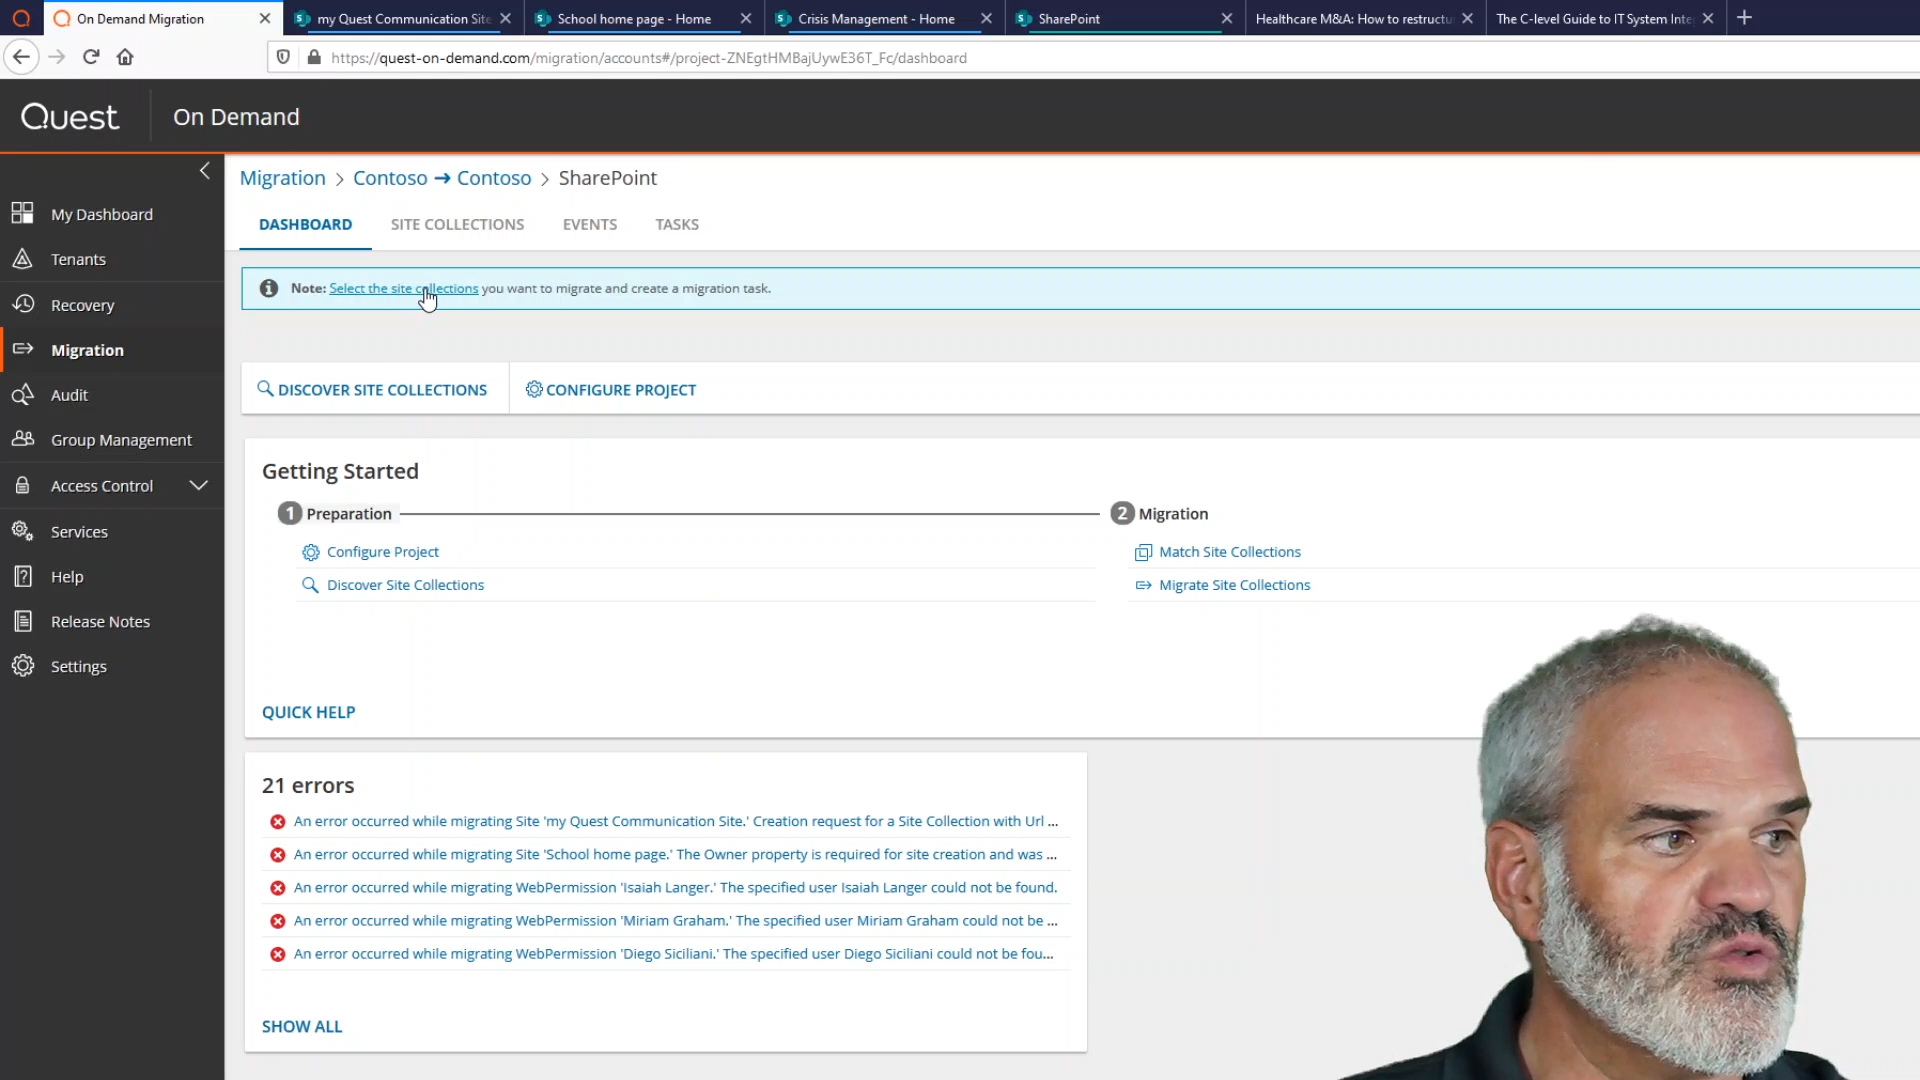 On Demand Migration
my Quest Communication Site
School home page - Home
Crisis Management - Home
SharePoint
Healthcare M&A: How to restructu
The C-level Guide to IT System Inte
https://quest-on-demand.com/migration/accounts#/project-ZNEgtHMBajUywE36T_Fc/dashboard
Quest
On Demand
Migration > Contoso → Contoso > SharePoint
My Dashboard
Tenants
Recovery
Migration
Audit
Group Management
Access Control
Services
Help
Release Notes
Settings
DASHBOARD
SITE COLLECTIONS
EVENTS
TASKS
Note: Select the site collections you want to migrate and create a migration task.
DISCOVER SITE COLLECTIONS
CONFIGURE PROJECT
Getting Started
1 Preparation
Configure Project
Discover Site Collections
2 Migration
Match Site Collections
Migrate Site Collections
QUICK HELP
21 errors
An error occurred while migrating Site 'my Quest Communication Site.' Creation request for a Site Collection with Url ...
An error occurred while migrating Site 'School home page.' The Owner property is required for site creation and was ...
An error occurred while migrating WebPermission 'Isaiah Langer.' The specified user Isaiah Langer could not be found.
An error occurred while migrating WebPermission 'Miriam Graham.' The specified user Miriam Graham could not be ...
An error occurred while migrating WebPermission 'Diego Siciliani.' The specified user Diego Siciliani could not be fou...
SHOW ALL